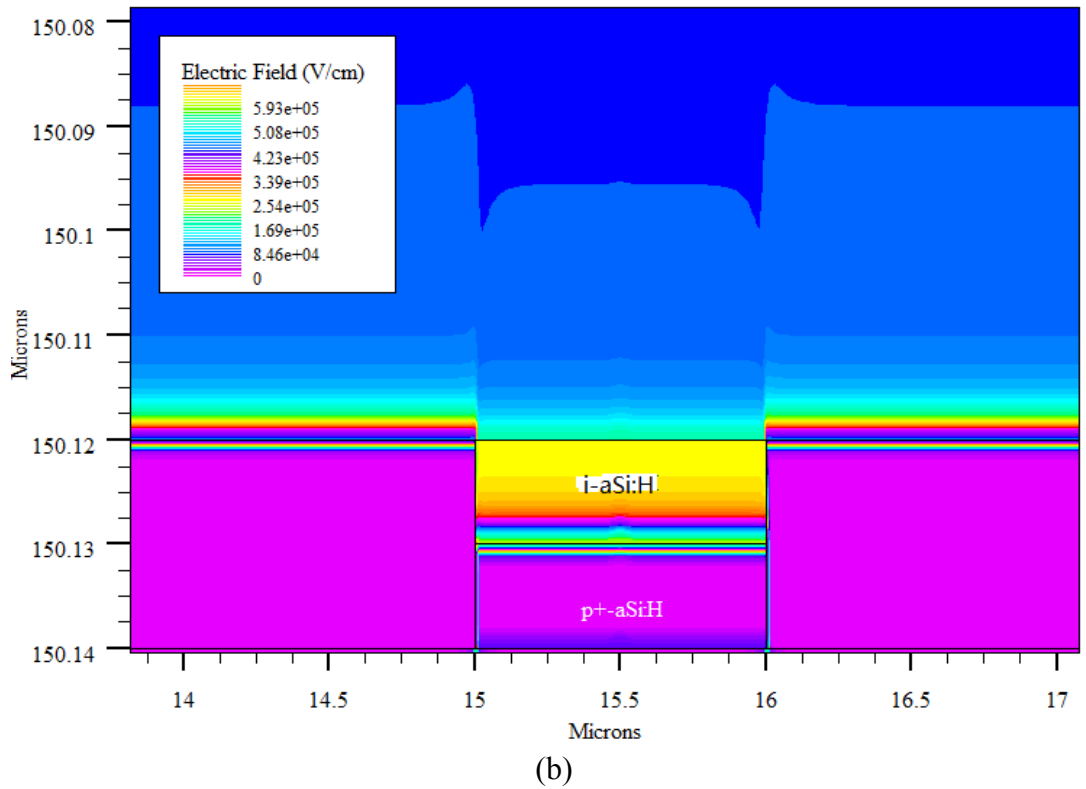 150.08
150.09
150.1
150.11
150.12
150.13
150.14
Microns
Electric Field (V/cm)
5.93e+05
5.08e+05
4.23e+05
3.39e+05
2.54e+05
1.69e+05
8.46e+04
0
i-aSi:H
p+-aSi:H
14
14.5
15
15.5
16
16.5
17
Microns
(b)